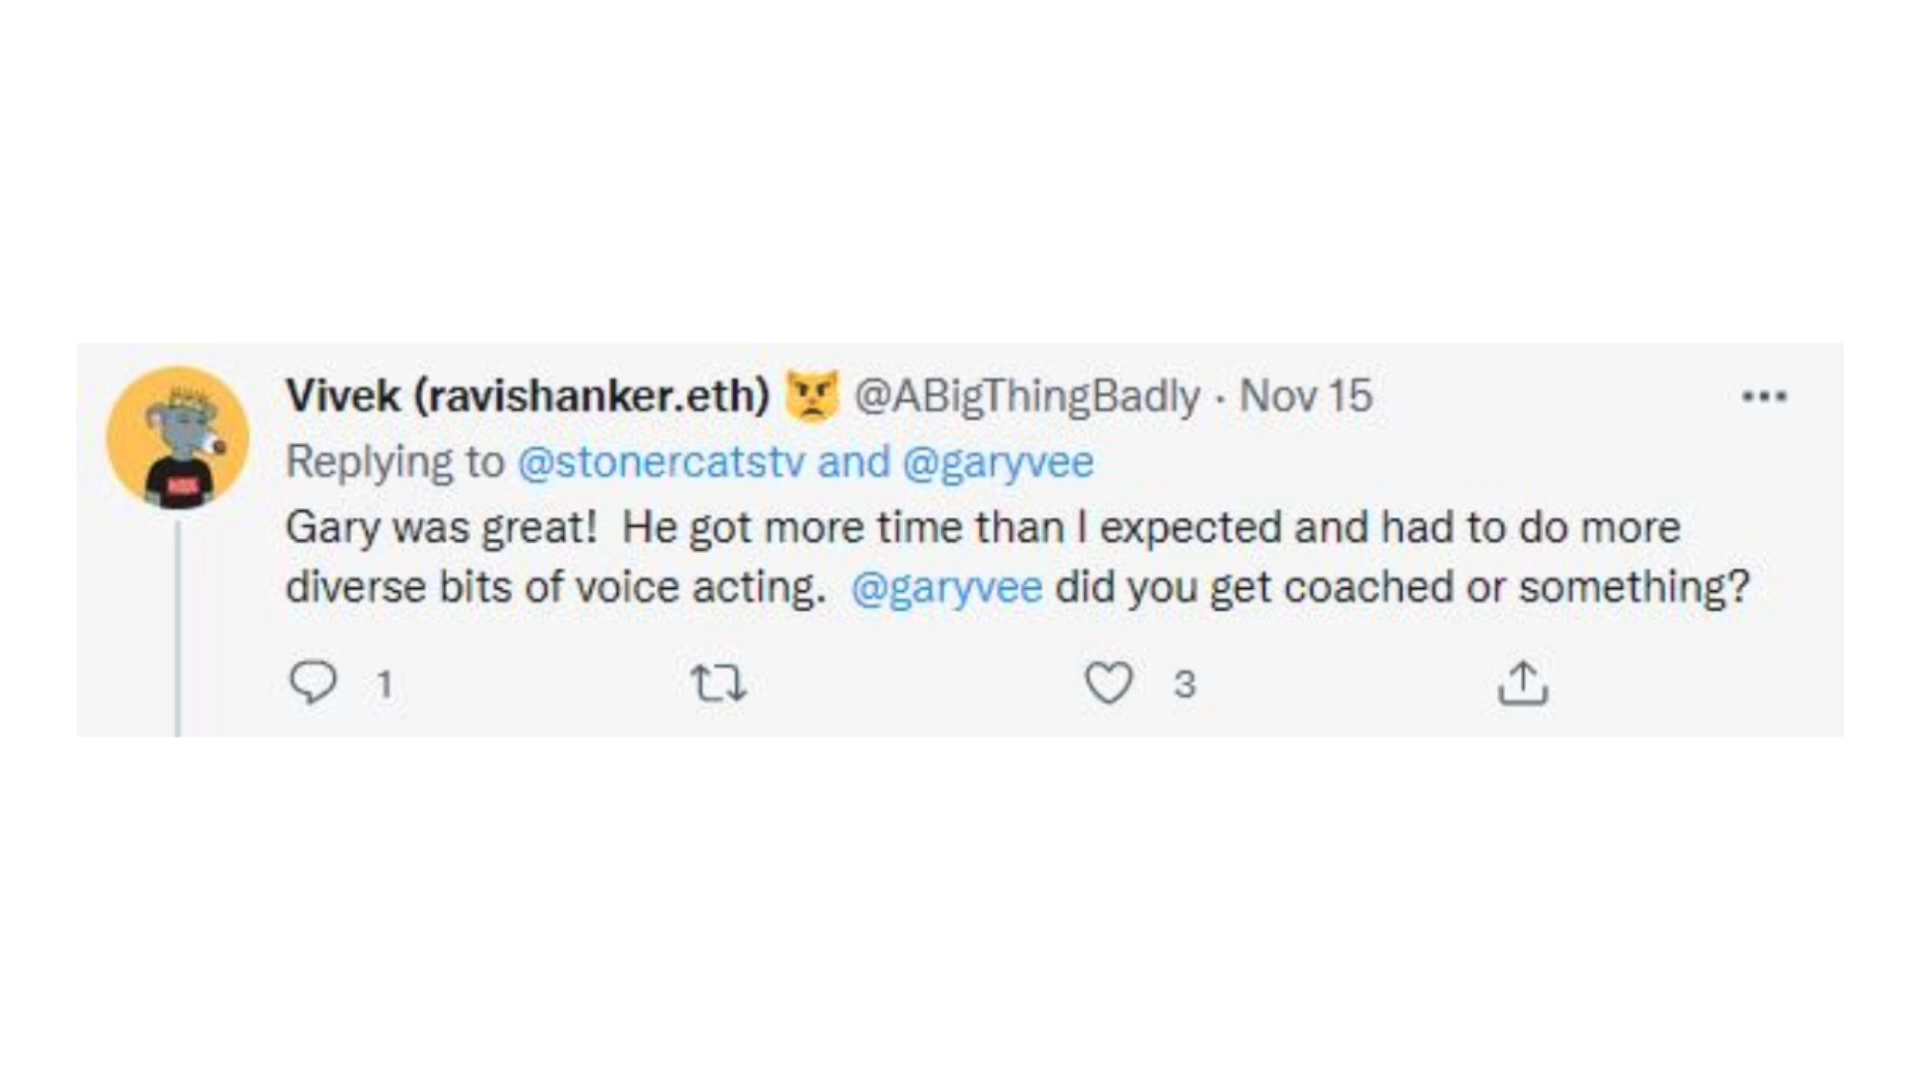 Vivek (ravishanker.eth) 😾 @ABigThingBadly · Nov 15
Replying to @stonercatstv and @garyvee
Gary was great!  He got more time than I expected and had to do more
diverse bits of voice acting.  @garyvee did you get coached or something?
1 3